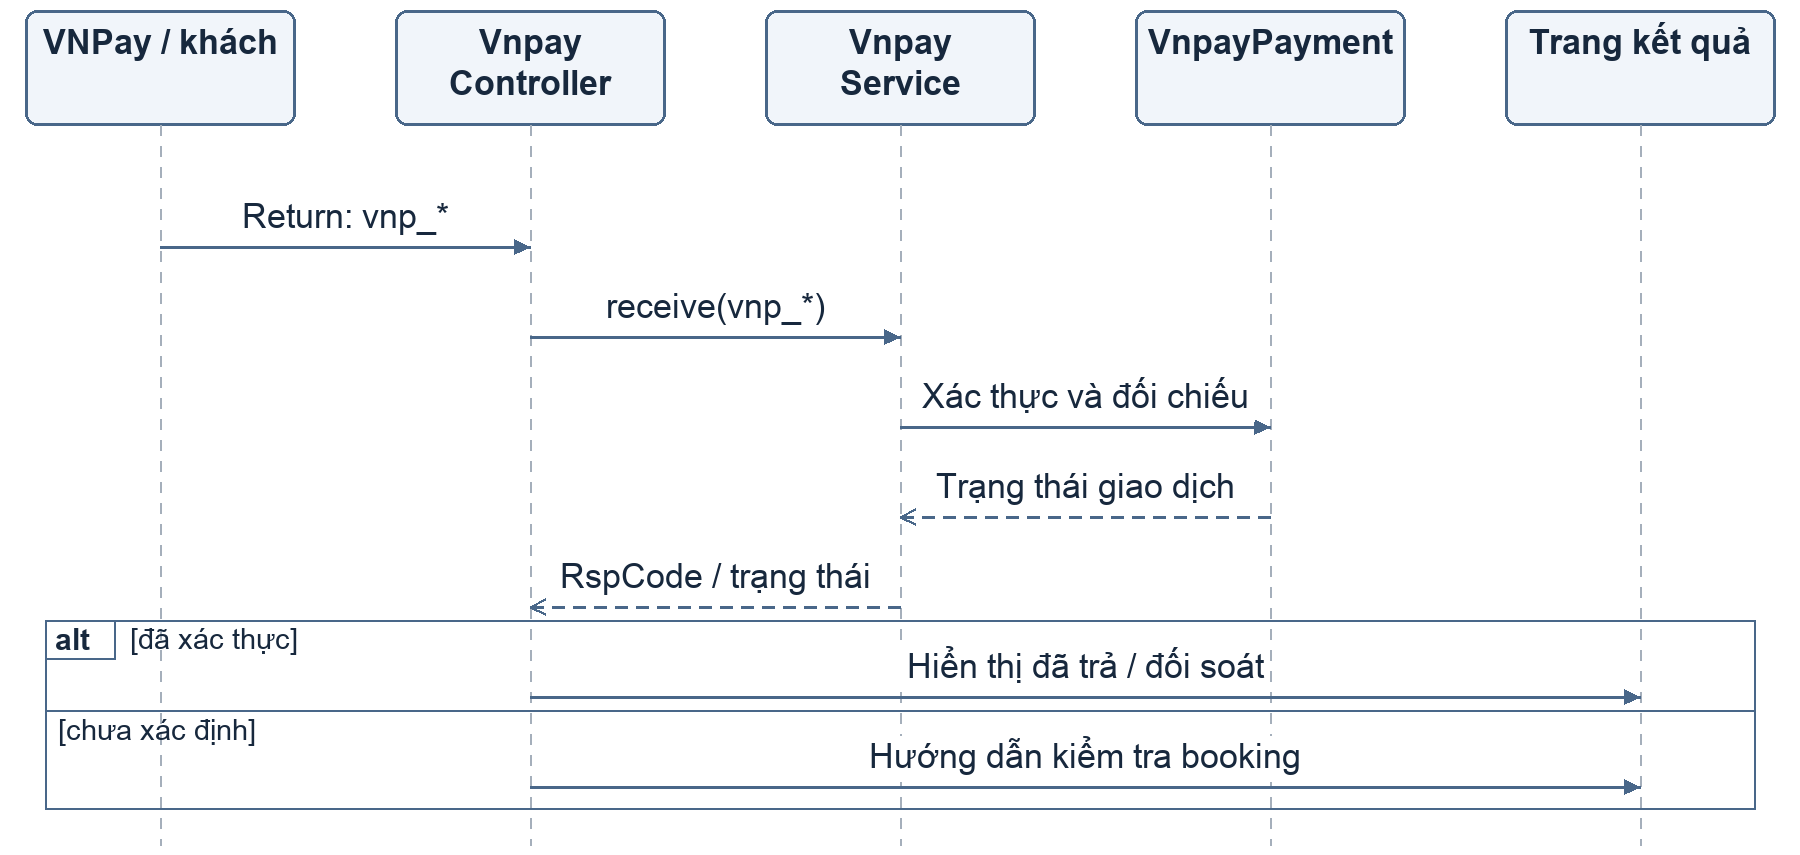 VNPay / khách
Vnpay
Controller
Vnpay
Service
VnpayPayment
Trang kết quả
Return: vnp_*
receive(vnp_*)
Xác thực và đối chiếu
Trạng thái giao dịch
RspCode / trạng thái
alt [đã xác thực]
Hiển thị đã trả / đối soát
[chưa xác định]
Hướng dẫn kiểm tra booking